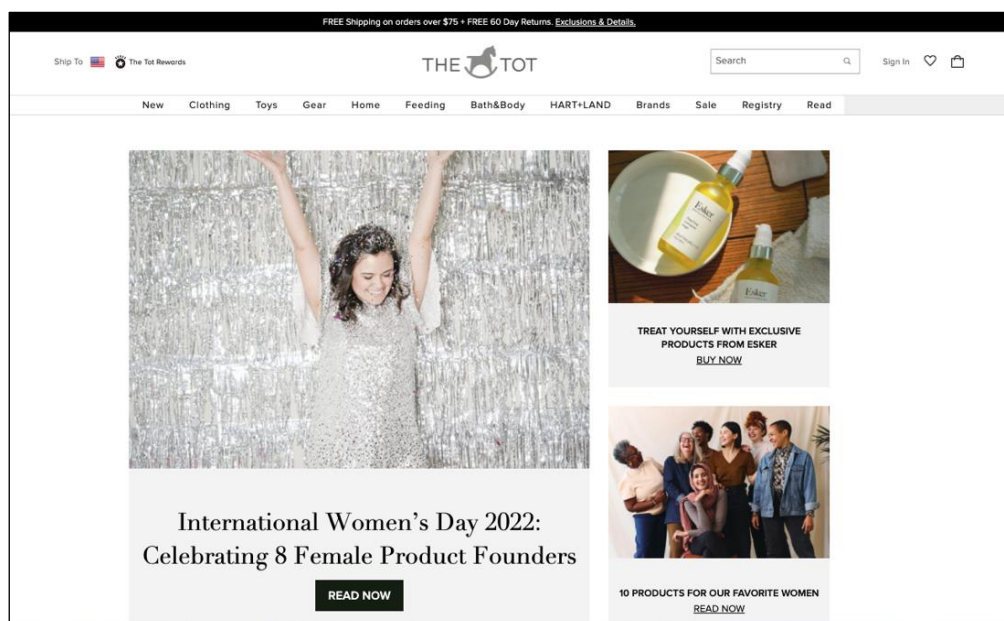 FREE Shipping on orders over $75 + FREE 60 Day Returns. Exclusions & Details.
Ship To
The Tot Rewards
THE TOT
Search
Sign In
New Clothing Toys Gear Home Feeding Bath&Body HART+LAND Brands Sale Registry Read
International Women's Day 2022:
Celebrating 8 Female Product Founders
READ NOW
Esker
Esker
TREAT YOURSELF WITH EXCLUSIVE
PRODUCTS FROM ESKER
BUY NOW
10 PRODUCTS FOR OUR FAVORITE WOMEN
READ NOW